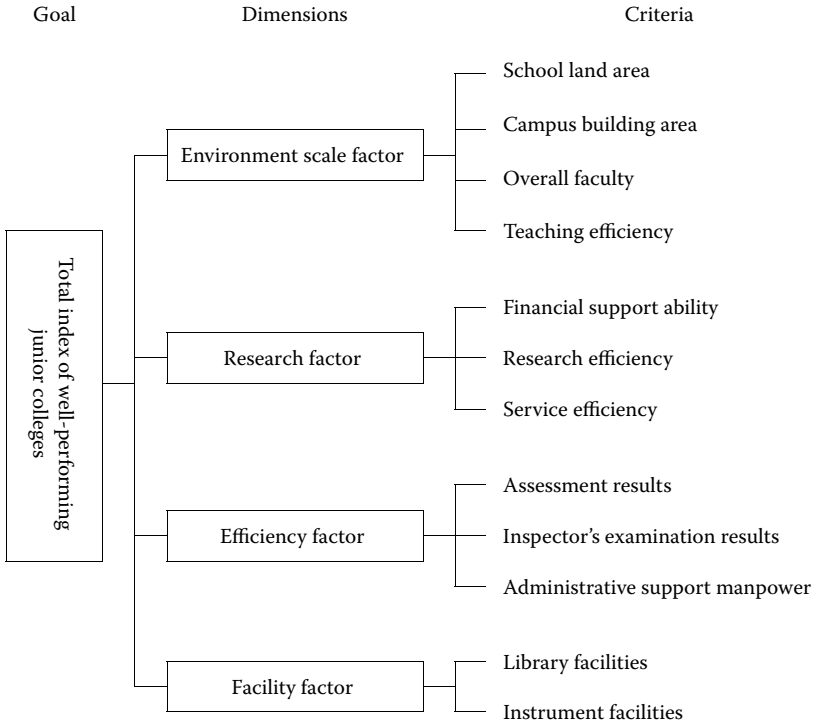 Goal
Dimensions
Criteria
Total index of well-performing
junior colleges
Environment scale factor
School land area
Campus building area
Overall faculty
Teaching efficiency
Research factor
Financial support ability
Research efficiency
Service efficiency
Efficiency factor
Assessment results
Inspector’s examination results
Administrative support manpower
Facility factor
Library facilities
Instrument facilities